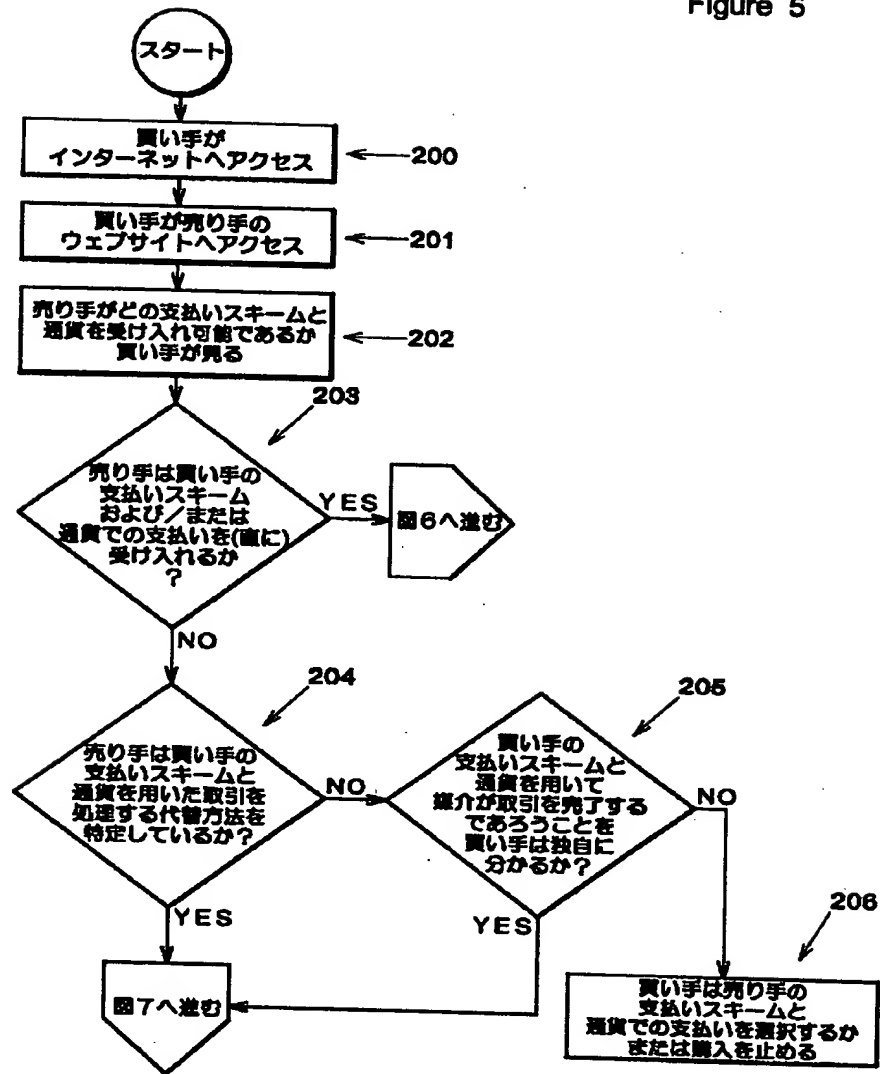 Figure 5
スタート
買い手が
インターネットへアクセス
200
買い手が売り手の
ウェブサイトへアクセス
201
売り手がどの支払いスキームと
通貨を受け入れ可能であるか
買い手が見る
202
203
売り手は買い手の
支払いスキーム
および/または
通貨での支払いを(直に)
受け入れるか
?
YES
図6へ進む
NO
204
売り手は買い手の
支払いスキームと
通貨を用いた取引を
処理する代替方法を
特定しているか?
NO
205
買い手の
支払いスキームと
通貨を用いて
媒介が取引を完了する
であろうことを
買い手は独自に
分かるか?
NO
YES
YES
図7へ進む
206
買い手は売り手の
支払いスキームと
通貨での支払いを選択するか
または購入を止める